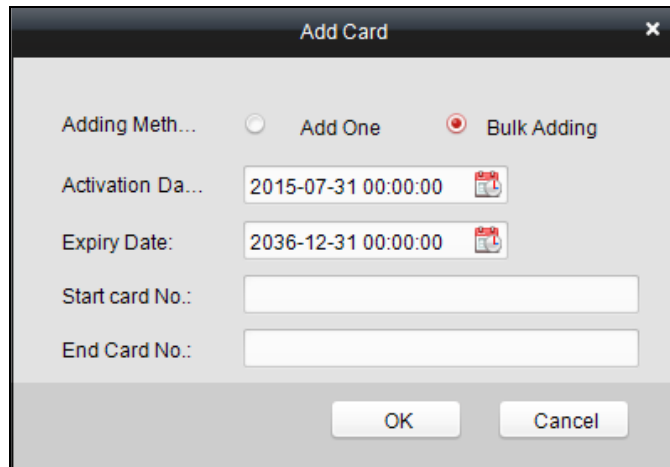 Add Card
Adding Meth... Add One Bulk Adding
Activation Da... 2015-07-31 00:00:00
Expiry Date: 2036-12-31 00:00:00
Start card No.:
End Card No.:
OK Cancel